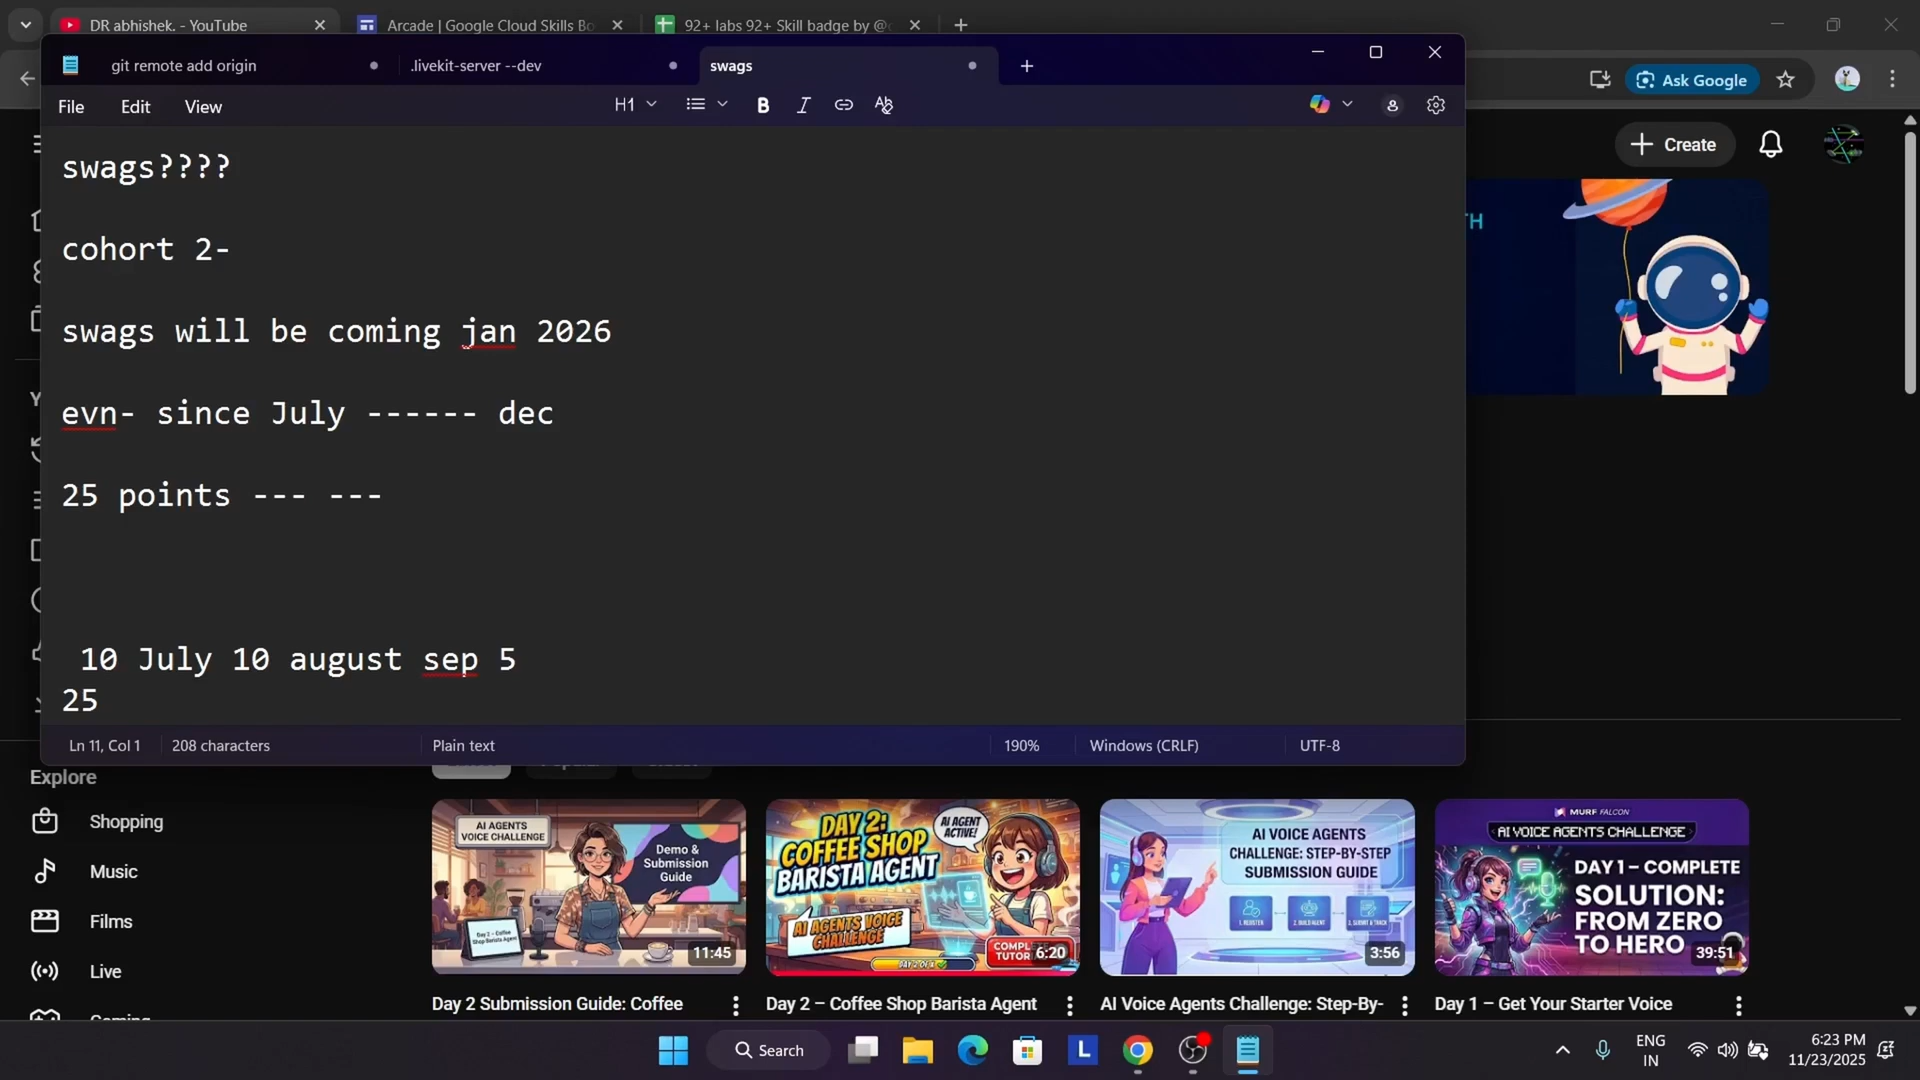 DR abhishek. - YouTube
Arcade | Google Cloud Skills Bo
92+ labs 92+ Skill badge by @
git remote add origin
.livekit-server --dev
swags
Ask Google
File
Edit
View
H1
Create
swags????
cohort 2-
swags will be coming jan 2026
evn- since July ------ dec
25 points --- ---
10 July 10 august sep 5
25
Ln 11, Col 1
208 characters
Plain text
190%
Windows (CRLF)
UTF-8
Explore
Shopping
Music
Films
Live
AI AGENTS
VOICE CHALLENGE
Demo &
Submission
Guide
11:45
DAY 2:
COFFEE SHOP
BARISTA AGENT
AI AGENT
ACTIVE!
AI AGENTS VOICE
CHALLENGE
6:20
AI VOICE AGENTS
CHALLENGE: STEP-BY-STEP
SUBMISSION GUIDE
1. REGISTER
2. BUILD AGENT
3. SUBMIT & TRACK
3:56
MURF FALCON
AI VOICE AGENTS CHALLENGE
DAY 1 – COMPLETE
SOLUTION:
FROM ZERO
TO HERO
39:51
Day 2 Submission Guide: Coffee
Day 2 – Coffee Shop Barista Agent
AI Voice Agents Challenge: Step-By-
Day 1 – Get Your Starter Voice
Search
L
ENG
IN
6:23 PM
11/23/2025